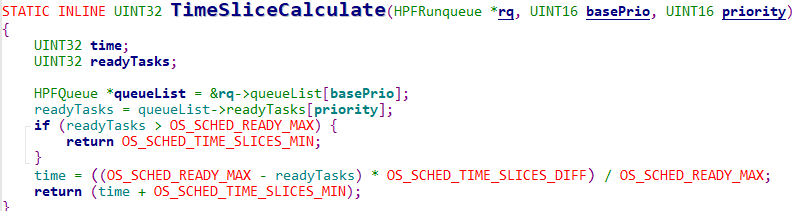 STATIC INLINE UINT32 TimeSliceCalculate(HPFRunqueue *rq, UINT16 basePrio, UINT16 priority)
{
    UINT32 time;
    UINT32 readyTasks;

    HPFQueue *queueList = &rq->queueList[basePrio];
    readyTasks = queueList->readyTasks[priority];
    if (readyTasks > OS_SCHED_READY_MAX) {
        return OS_SCHED_TIME_SLICES_MIN;
    }
    time = ((OS_SCHED_READY_MAX - readyTasks) * OS_SCHED_TIME_SLICES_DIFF) / OS_SCHED_READY_MAX;
    return (time + OS_SCHED_TIME_SLICES_MIN);
}